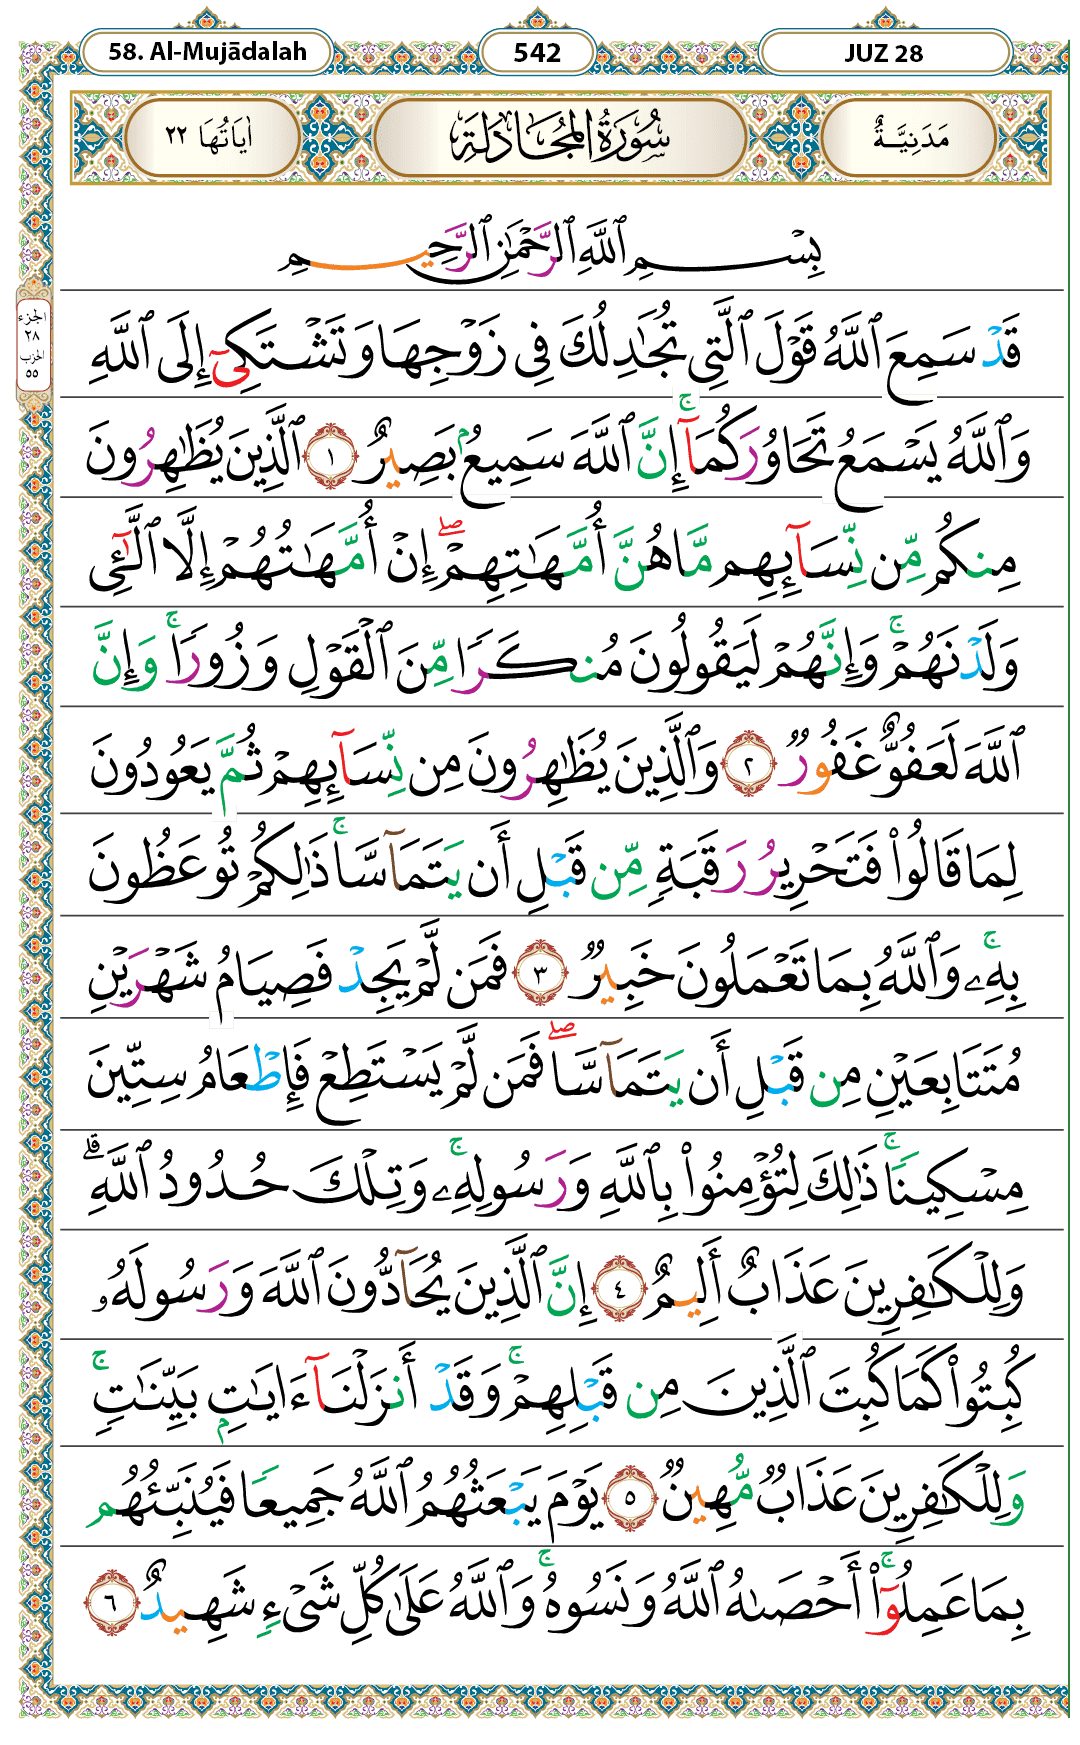 58. Al-Mujādalah
542
JUZ 28
مَدَنِيَّةٌ
سُورَةُ الْمُجَادَلَةِ
اٰيَاتُهَا ٢٢
بِسْمِ ٱللَّهِ ٱلرَّحْمَٰنِ ٱلرَّحِيمِ
الجزء
٢٨
الحزب
٥٥
قَدْ سَمِعَ ٱللَّهُ قَوْلَ ٱلَّتِى تُجَٰدِلُكَ فِى زَوْجِهَا وَتَشْتَكِىٓ إِلَى ٱللَّهِ
وَٱللَّهُ يَسْمَعُ تَحَاوُرَكُمَآ ۚ إِنَّ ٱللَّهَ سَمِيعُۢ بَصِيرٌ ١ ٱلَّذِينَ يُظَٰهِرُونَ
مِنكُم مِّن نِّسَآئِهِم مَّا هُنَّ أُمَّهَٰتِهِمْ ۖ إِنْ أُمَّهَٰتُهُمْ إِلَّا ٱلَّٰٓـِٔى
وَلَدْنَهُمْ ۚ وَإِنَّهُمْ لَيَقُولُونَ مُنكَرًا مِّنَ ٱلْقَوْلِ وَزُورًا ۚ وَإِنَّ
ٱللَّهَ لَعَفُوٌّ غَفُورٌ ٢ وَٱلَّذِينَ يُظَٰهِرُونَ مِن نِّسَآئِهِمْ ثُمَّ يَعُودُونَ
لِمَا قَالُوا۟ فَتَحْرِيرُ رَقَبَةٍ مِّن قَبْلِ أَن يَتَمَآسَّا ۚ ذَٰلِكُمْ تُوعَظُونَ
بِهِۦ ۚ وَٱللَّهُ بِمَا تَعْمَلُونَ خَبِيرٌ ٣ فَمَن لَّمْ يَجِدْ فَصِيَامُ شَهْرَيْنِ
مُتَتَابِعَيْنِ مِن قَبْلِ أَن يَتَمَآسَّا ۖ فَمَن لَّمْ يَسْتَطِعْ فَإِطْعَامُ سِتِّينَ
مِسْكِينًا ۚ ذَٰلِكَ لِتُؤْمِنُوا۟ بِٱللَّهِ وَرَسُولِهِۦ ۚ وَتِلْكَ حُدُودُ ٱللَّهِ ۗ
وَلِلْكَٰفِرِينَ عَذَابٌ أَلِيمٌ ٤ إِنَّ ٱلَّذِينَ يُحَآدُّونَ ٱللَّهَ وَرَسُولَهُۥ
كُبِتُوا۟ كَمَا كُبِتَ ٱلَّذِينَ مِن قَبْلِهِمْ ۚ وَقَدْ أَنزَلْنَآ ءَايَٰتٍۭ بَيِّنَٰتٍ ۚ
وَلِلْكَٰفِرِينَ عَذَابٌ مُّهِينٌ ٥ يَوْمَ يَبْعَثُهُمُ ٱللَّهُ جَمِيعًا فَيُنَبِّئُهُم
بِمَا عَمِلُوٓا۟ ۚ أَحْصَىٰهُ ٱللَّهُ وَنَسُوهُ ۚ وَٱللَّهُ عَلَىٰ كُلِّ شَىْءٍ شَهِيدٌ ٦